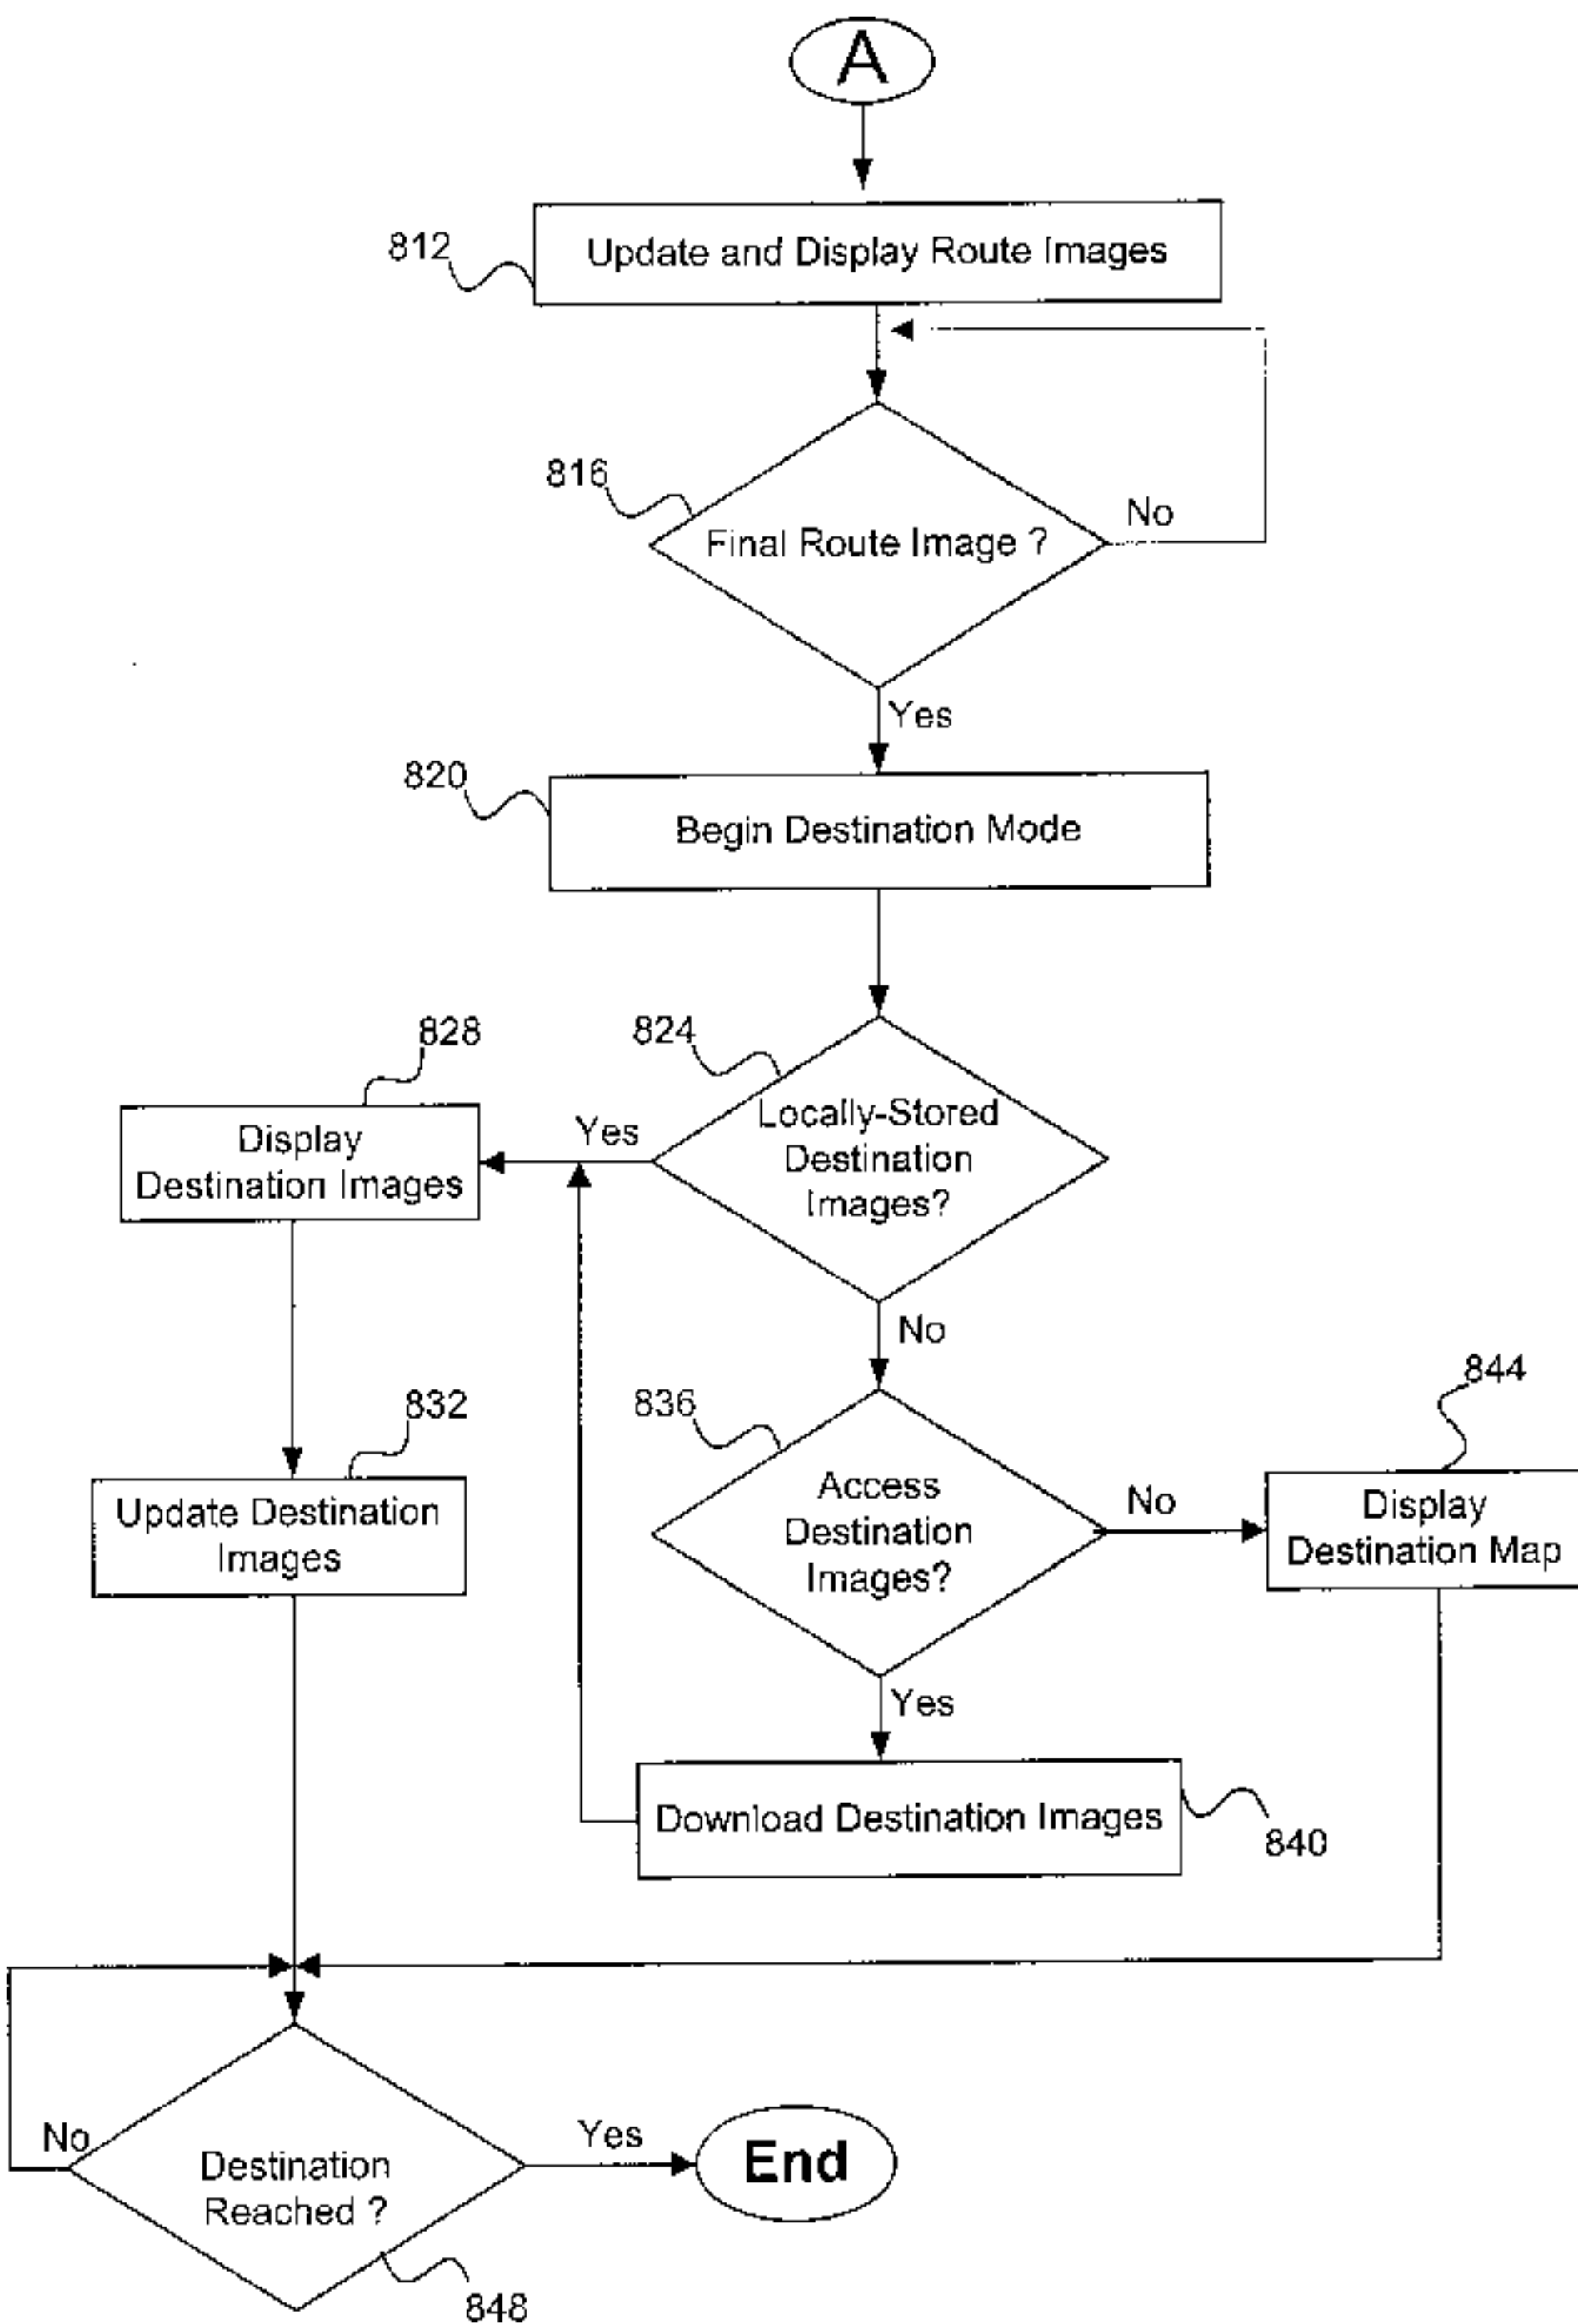 A
812
Update and Display Route Images
816
Final Route Image ?
No
Yes
820
Begin Destination Mode
828
824
Display
Destination Images
Yes
Locally-Stored
Destination
Images?
No
832
836
844
Update Destination
Images
Access
Destination
Images?
No
Display
Destination Map
Yes
Download Destination Images
840
No
Destination
Reached ?
Yes
End
848